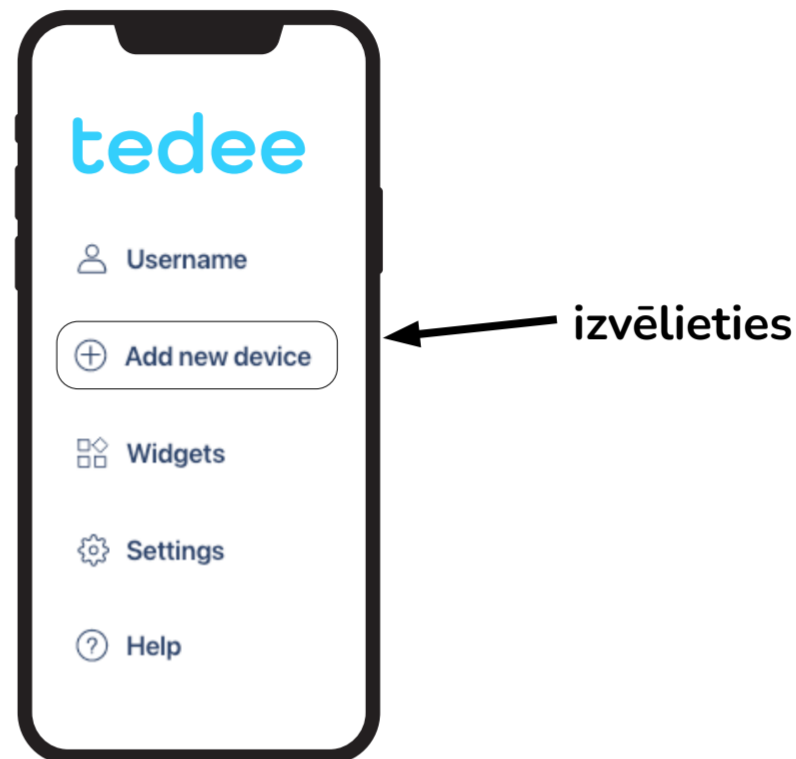 tedee
Username
Add new device
izvēlieties
Widgets
Settings
Help